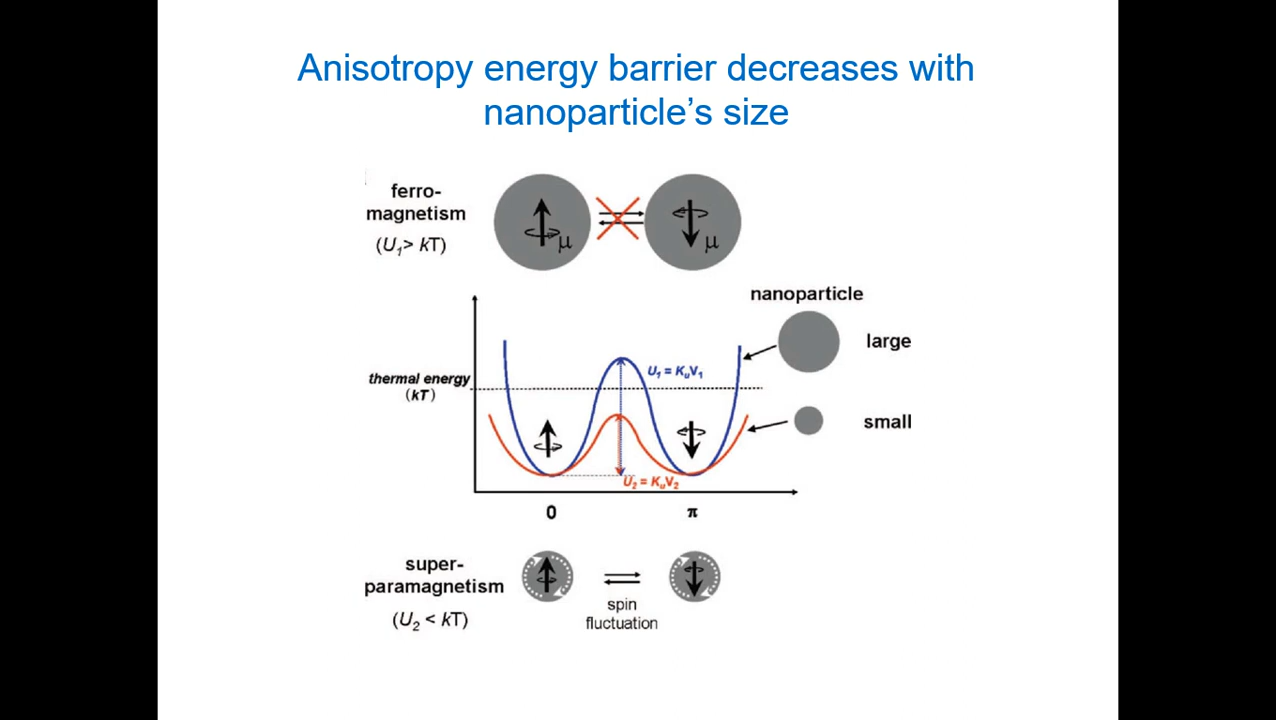 Anisotropy energy barrier decreases with
nanoparticle's size
ferro-
magnetism
(U₁> kT)
μ
μ
nanoparticle
large
U₁ = KᵤV₁
thermal energy
(kT)
small
U₂ = KᵤV₂
0
π
super-
paramagnetism
(U₂ < kT)
spin
fluctuation